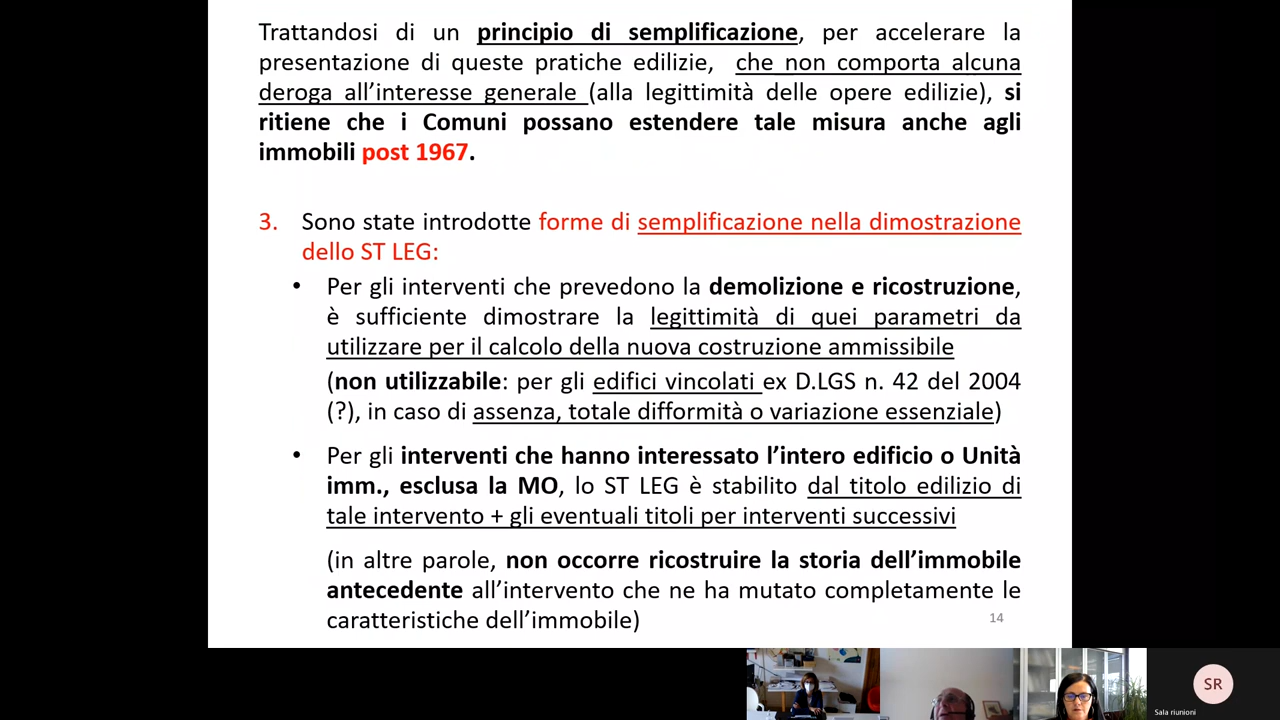 Trattandosi di un principio di semplificazione, per accelerare la
presentazione di queste pratiche edilizie, che non comporta alcuna
deroga all’interesse generale (alla legittimità delle opere edilizie), si
ritiene che i Comuni possano estendere tale misura anche agli
immobili post 1967.
3. Sono state introdotte forme di semplificazione nella dimostrazione
dello ST LEG:
• Per gli interventi che prevedono la demolizione e ricostruzione,
è sufficiente dimostrare la legittimità di quei parametri da
utilizzare per il calcolo della nuova costruzione ammissibile
(non utilizzabile: per gli edifici vincolati ex D.LGS n. 42 del 2004
(?), in caso di assenza, totale difformità o variazione essenziale)
• Per gli interventi che hanno interessato l’intero edificio o Unità
imm., esclusa la MO, lo ST LEG è stabilito dal titolo edilizio di
tale intervento + gli eventuali titoli per interventi successivi
(in altre parole, non occorre ricostruire la storia dell’immobile
antecedente all’intervento che ne ha mutato completamente le
caratteristiche dell’immobile)
14
SR
Sala riunioni